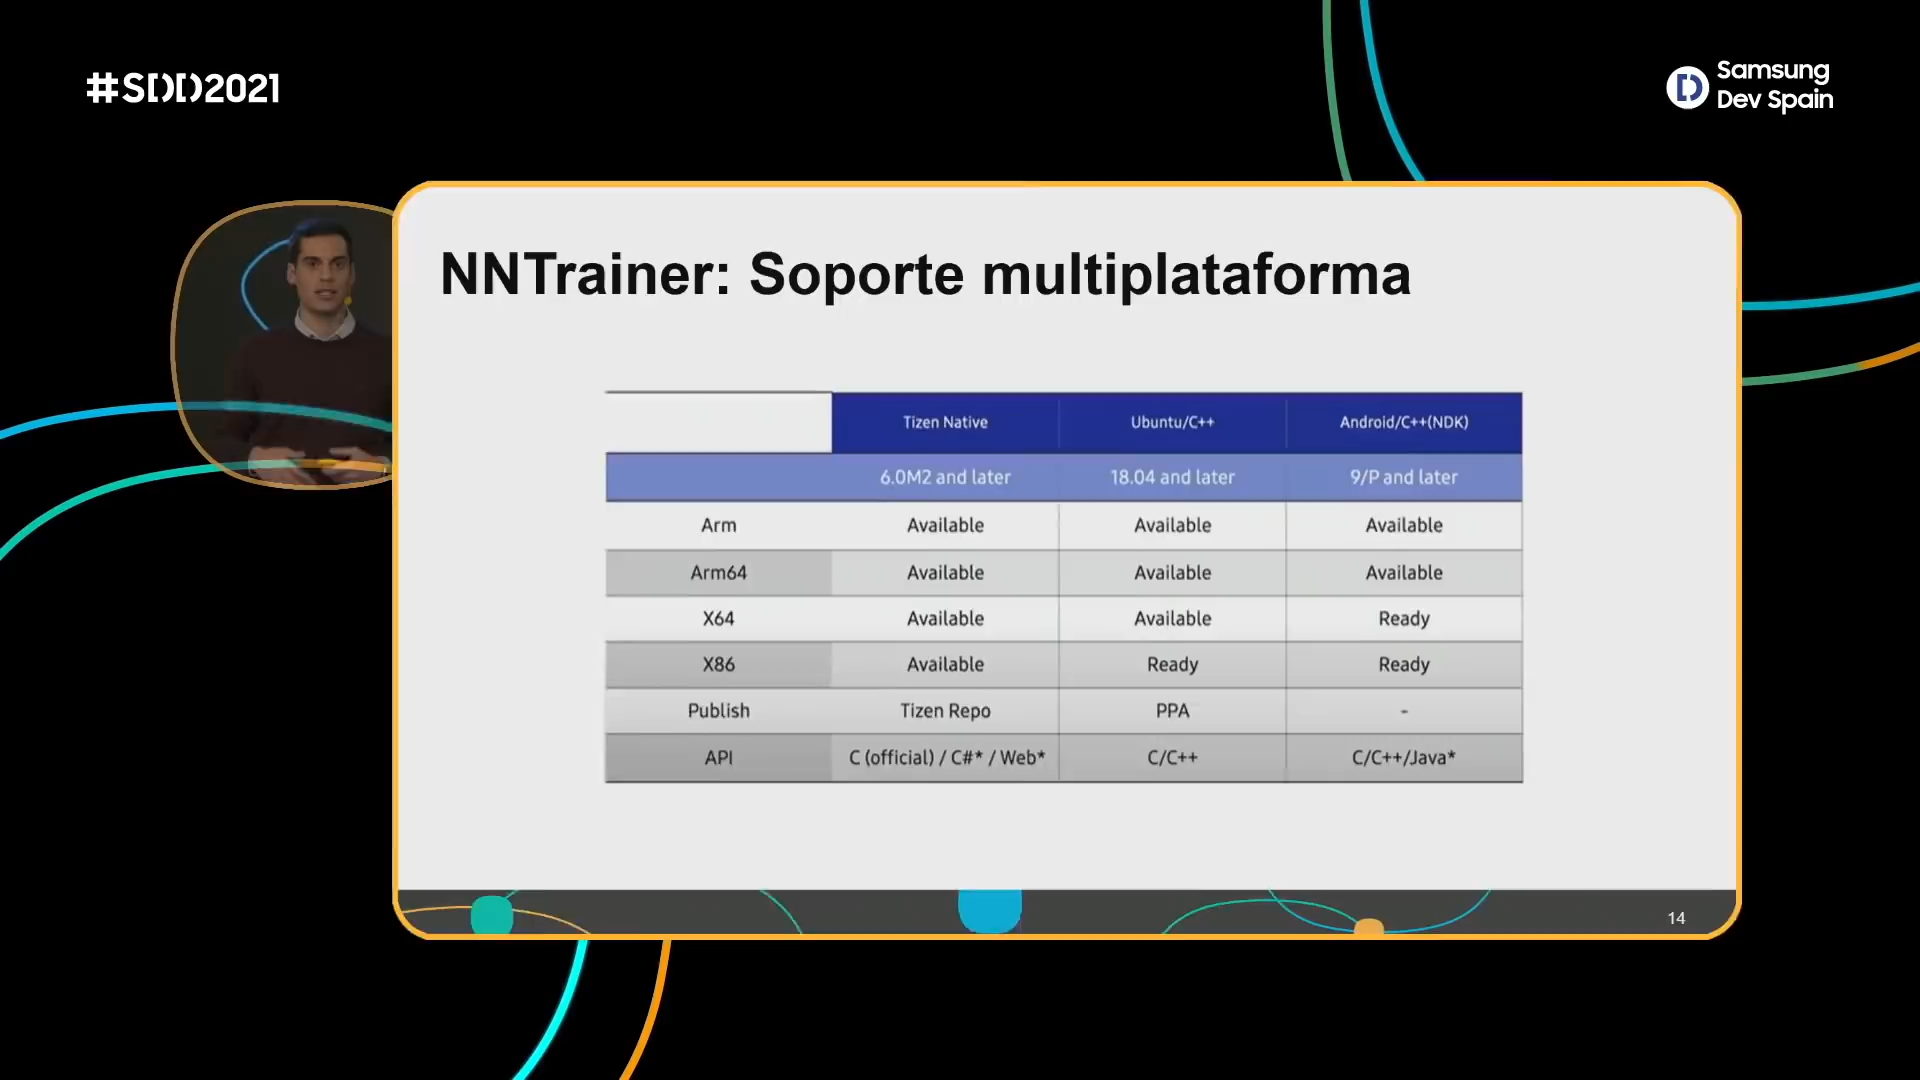 #SDD2021
Samsung
Dev Spain
NNTrainer: Soporte multiplataforma
Tizen Native Ubuntu/C++ Android/C++(NDK)
6.0M2 and later 18.04 and later 9/P and later
Arm Available Available Available
Arm64 Available Available Available
X64 Available Available Ready
X86 Available Ready Ready
Publish Tizen Repo PPA -
API C (official) / C#* / Web* C/C++ C/C++/Java*
14